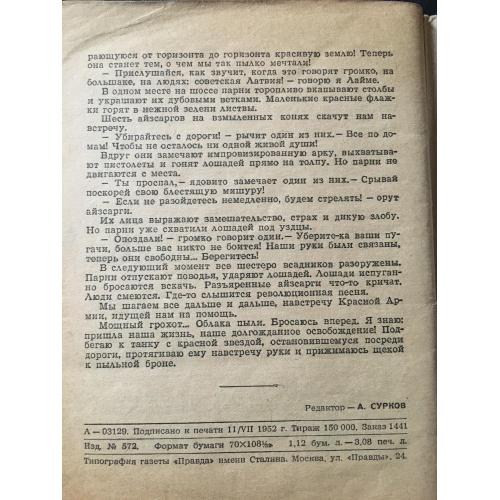 рающуюся от горизонта до горизонта красивую землю! Теперь
она станет тем, о чем мы так пылко мечтали!
— Прислушайся, как звучит, когда это говорят громко, на
большаке, на людях: советская Латвия! — говорю я Лайме.
В одном месте на шоссе парни торопливо вкапывают столбы
и украшают их дубовыми ветками. Маленькие красные флаж-
ки горят в нежной зелени листвы.
Шесть айзсаргов на взмыленных конях скачут нам на-
встречу.
— Убирайтесь с дороги! — рычит один из них.— Все по до-
мам! Чтобы не осталось ни одной живой души!
Вдруг они замечают импровизированную арку, выхватыва-
ют пистолеты и гонят лошадей прямо на толпу. Но парни не
двигаются с места.
— Ты проспал,— ядовито замечает один из них.— Срывай
поскорей свою блестящую мишуру!
— Если не разойдетесь немедленно, будем стрелять! — орут
айзсарги.
Их лица выражают замешательство, страх и дикую злобу.
Но парни уже схватили лошадей под уздцы.
— Опоздали! — громко говорит один.— Уберите-ка ваши пу-
гачи, больше вас никто не боится! Наши руки были связаны,
теперь они свободны... Берегитесь!
В следующий момент все шестеро всадников разоружены.
Парни отпускают поводья, ударяют лошадей. Лошади испуган-
но бросаются вскачь. Разъяренные айзсарги что-то кричат.
Люди смеются. Где-то слышится революционная песня.
Мы шагаем все дальше и дальше, навстречу Красной Ар-
мии, идущей нам на помощь.
Мощный грохот... Облака пыли. Бросаюсь вперед. Я знаю:
пришла наша жизнь, наше долгожданное освобождение! Под-
бегаю к танку с красной звездой, остановившемуся посреди
дороги, протягиваю ему навстречу руки и прижимаюсь щекой
к пыльной броне.
Редактор — А. СУРКОВ
А — 03129. Подписано к печати 11/VII 1952 г. Тираж 150 000. Заказ 1441
Изд. № 572. Формат бумаги 70×108¹/₃₂. 1,12 бум. л. — 3,08 печ. л.
Типография газеты «Правда» имени Сталина. Москва, ул. «Правды», 24.